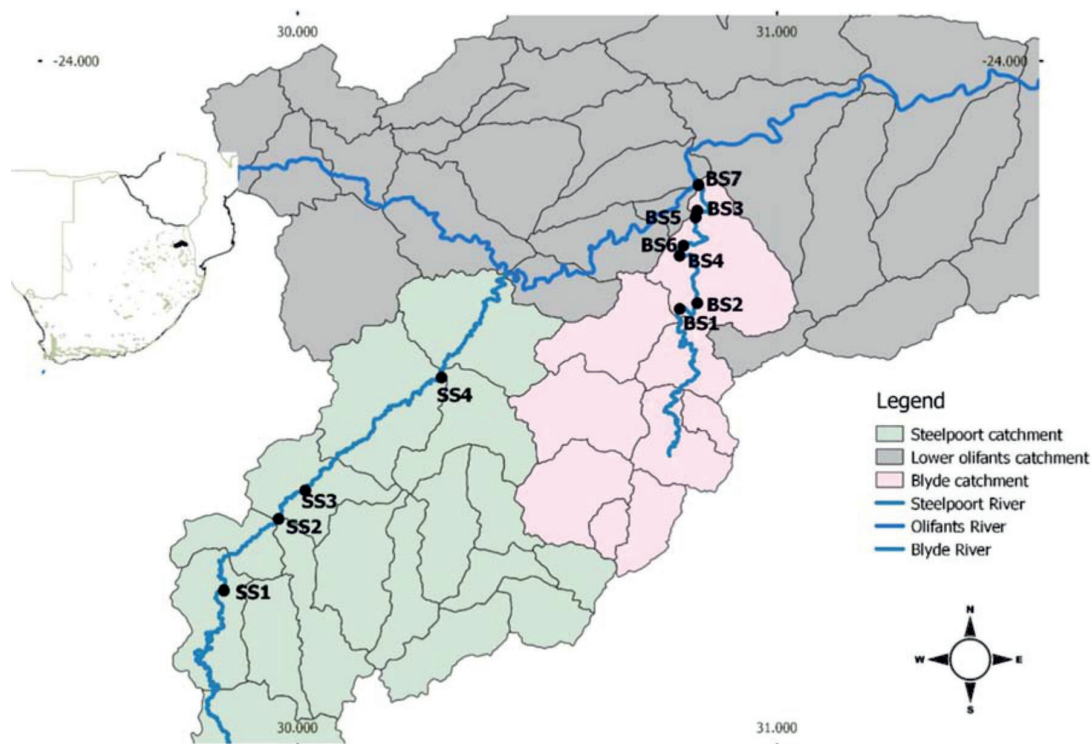 30.000
31.000
-24.000
-24.000
BS7
BS3
BS5
BS6
BS4
BS2
BS1
SS4
SS3
SS2
SS1
Legend
Steelpoort catchment
Lower olifants catchment
Blyde catchment
Steelpoort River
Olifants River
Blyde River
N
W
E
S
30.000
31.000